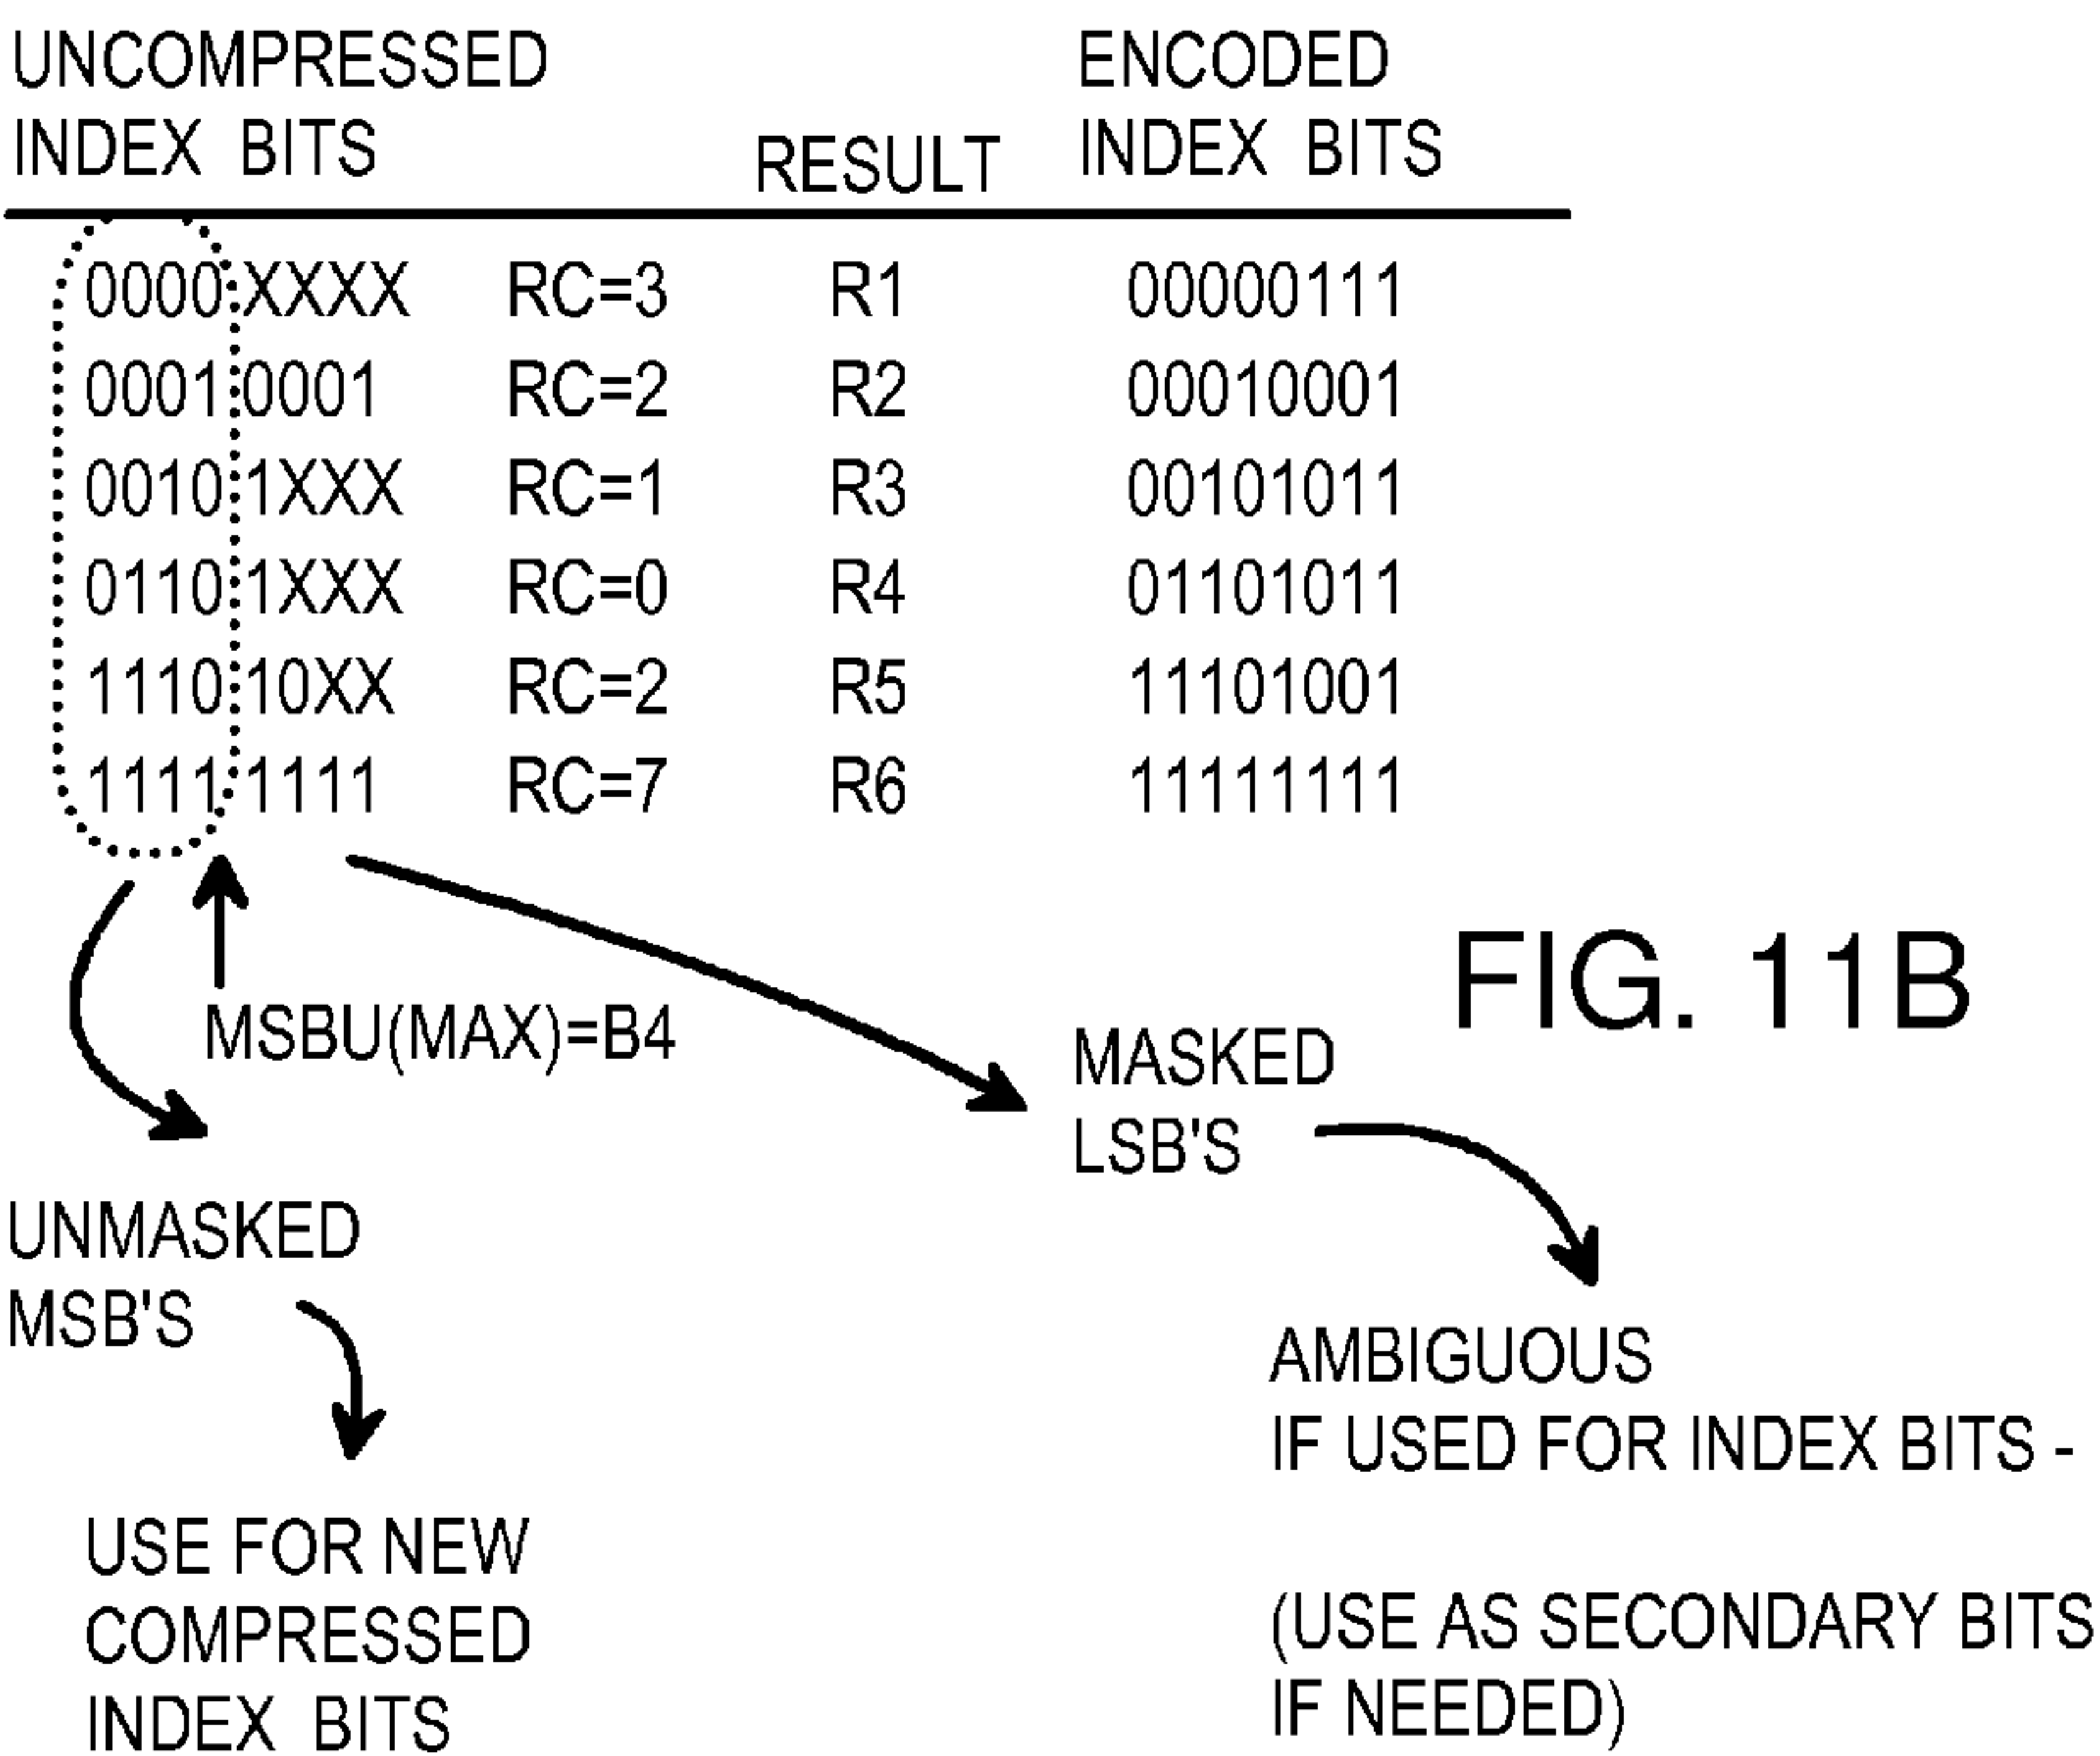 UNCOMPRESSED
INDEX BITS
RESULT
ENCODED
INDEX BITS
0000 XXXX RC=3 R1 00000111
0001 0001 RC=2 R2 00010001
0010 1XXX RC=1 R3 00101011
0110 1XXX RC=0 R4 01101011
1110 10XX RC=2 R5 11101001
1111 1111 RC=7 R6 11111111
FIG. 11B
MSBU(MAX)=B4
MASKED
LSB'S
UNMASKED
MSB'S
AMBIGUOUS
IF USED FOR INDEX BITS -
(USE AS SECONDARY BITS
IF NEEDED)
USE FOR NEW
COMPRESSED
INDEX BITS